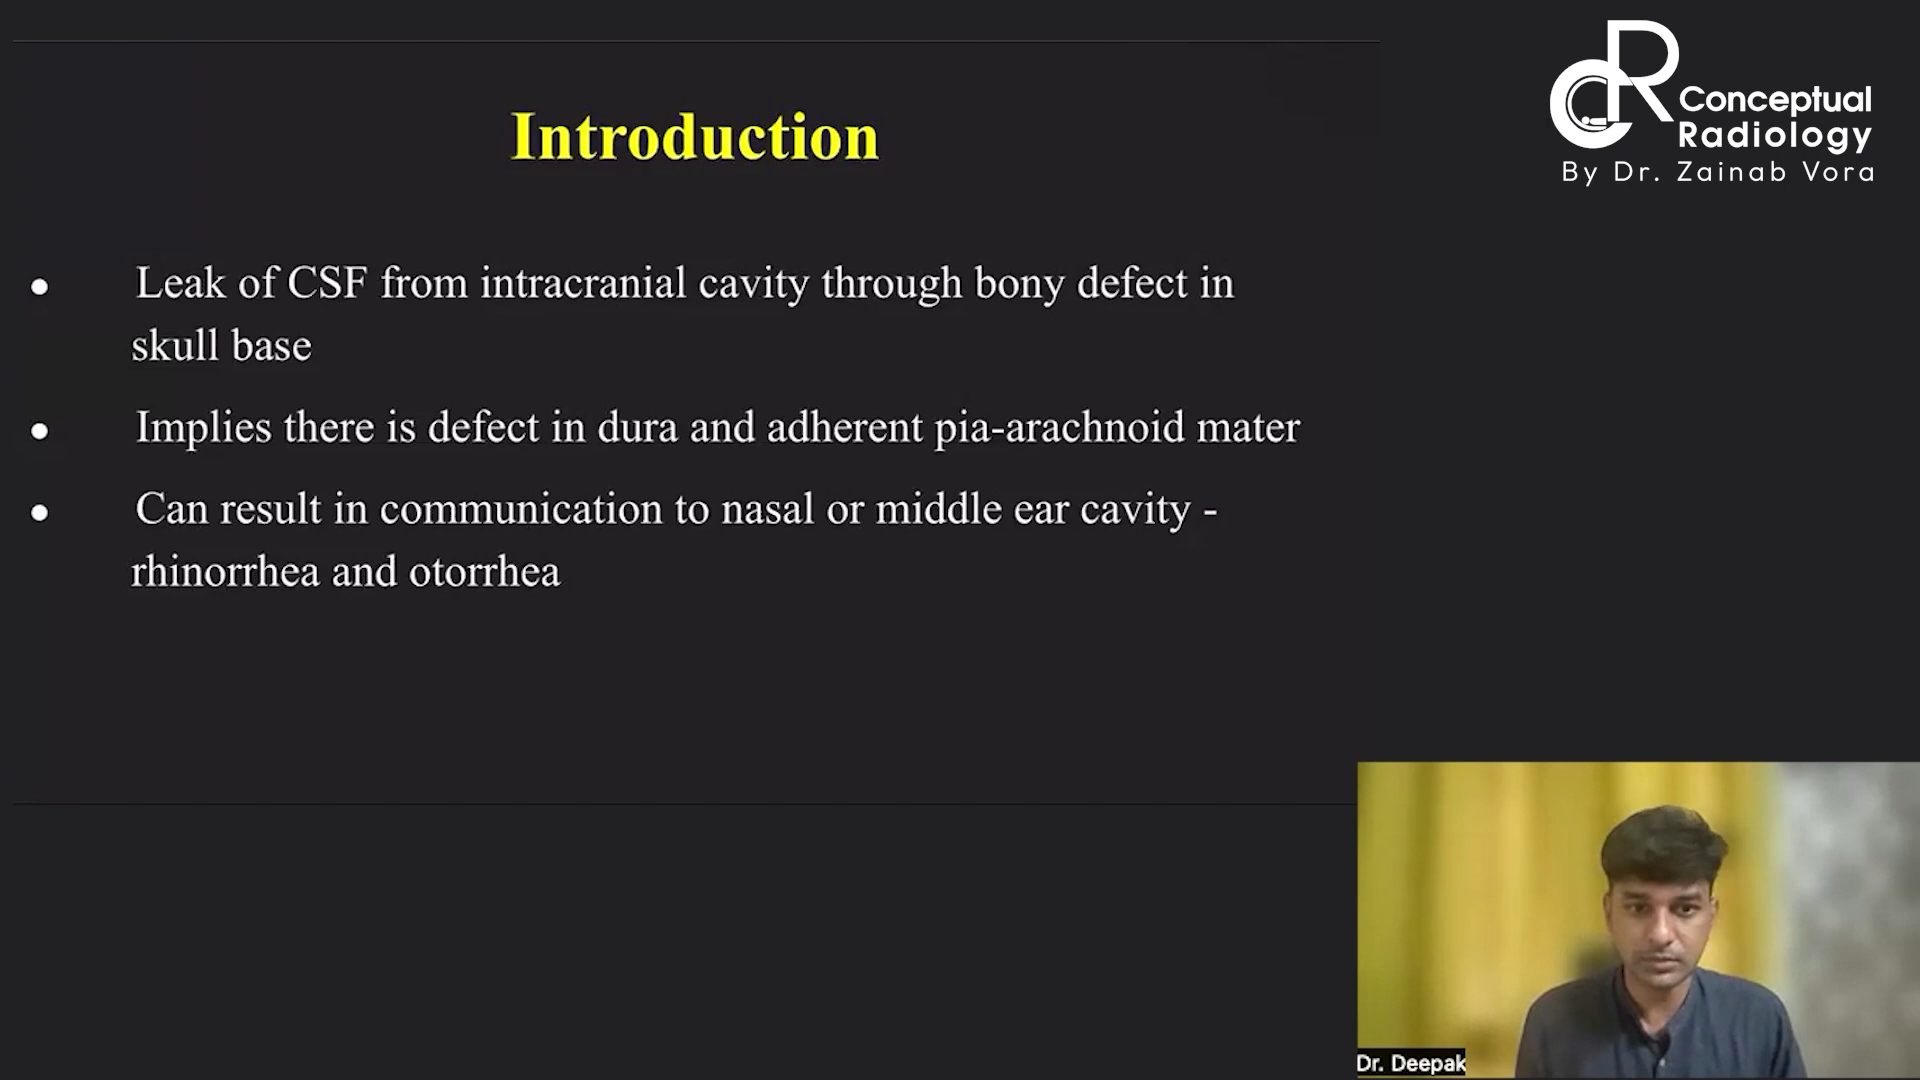 Introduction
• Leak of CSF from intracranial cavity through bony defect in
skull base
• Implies there is defect in dura and adherent pia-arachnoid mater
• Can result in communication to nasal or middle ear cavity -
rhinorrhea and otorrhea
CR
Conceptual
Radiology
By Dr. Zainab Vora
Dr. Deepak